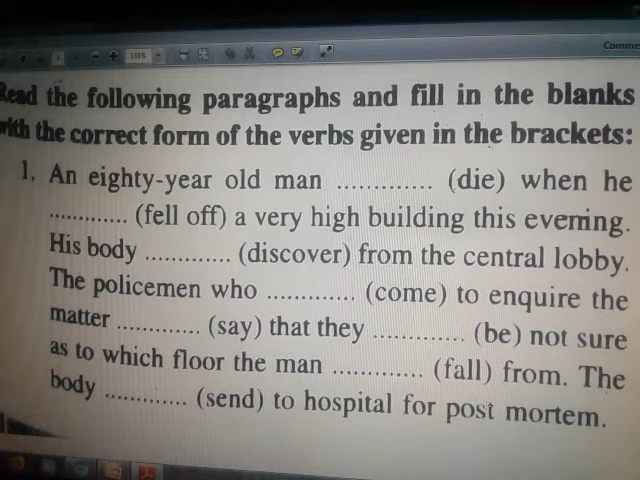 133%
Comme
Read the following paragraphs and fill in the blanks
with the correct form of the verbs given in the brackets:
1. An eighty-year old man ............. (die) when he
............. (fell off) a very high building this evening.
His body ............. (discover) from the central lobby.
The policemen who ............. (come) to enquire the
matter ............. (say) that they ............. (be) not sure
as to which floor the man ............. (fall) from. The
body ............. (send) to hospital for post mortem.